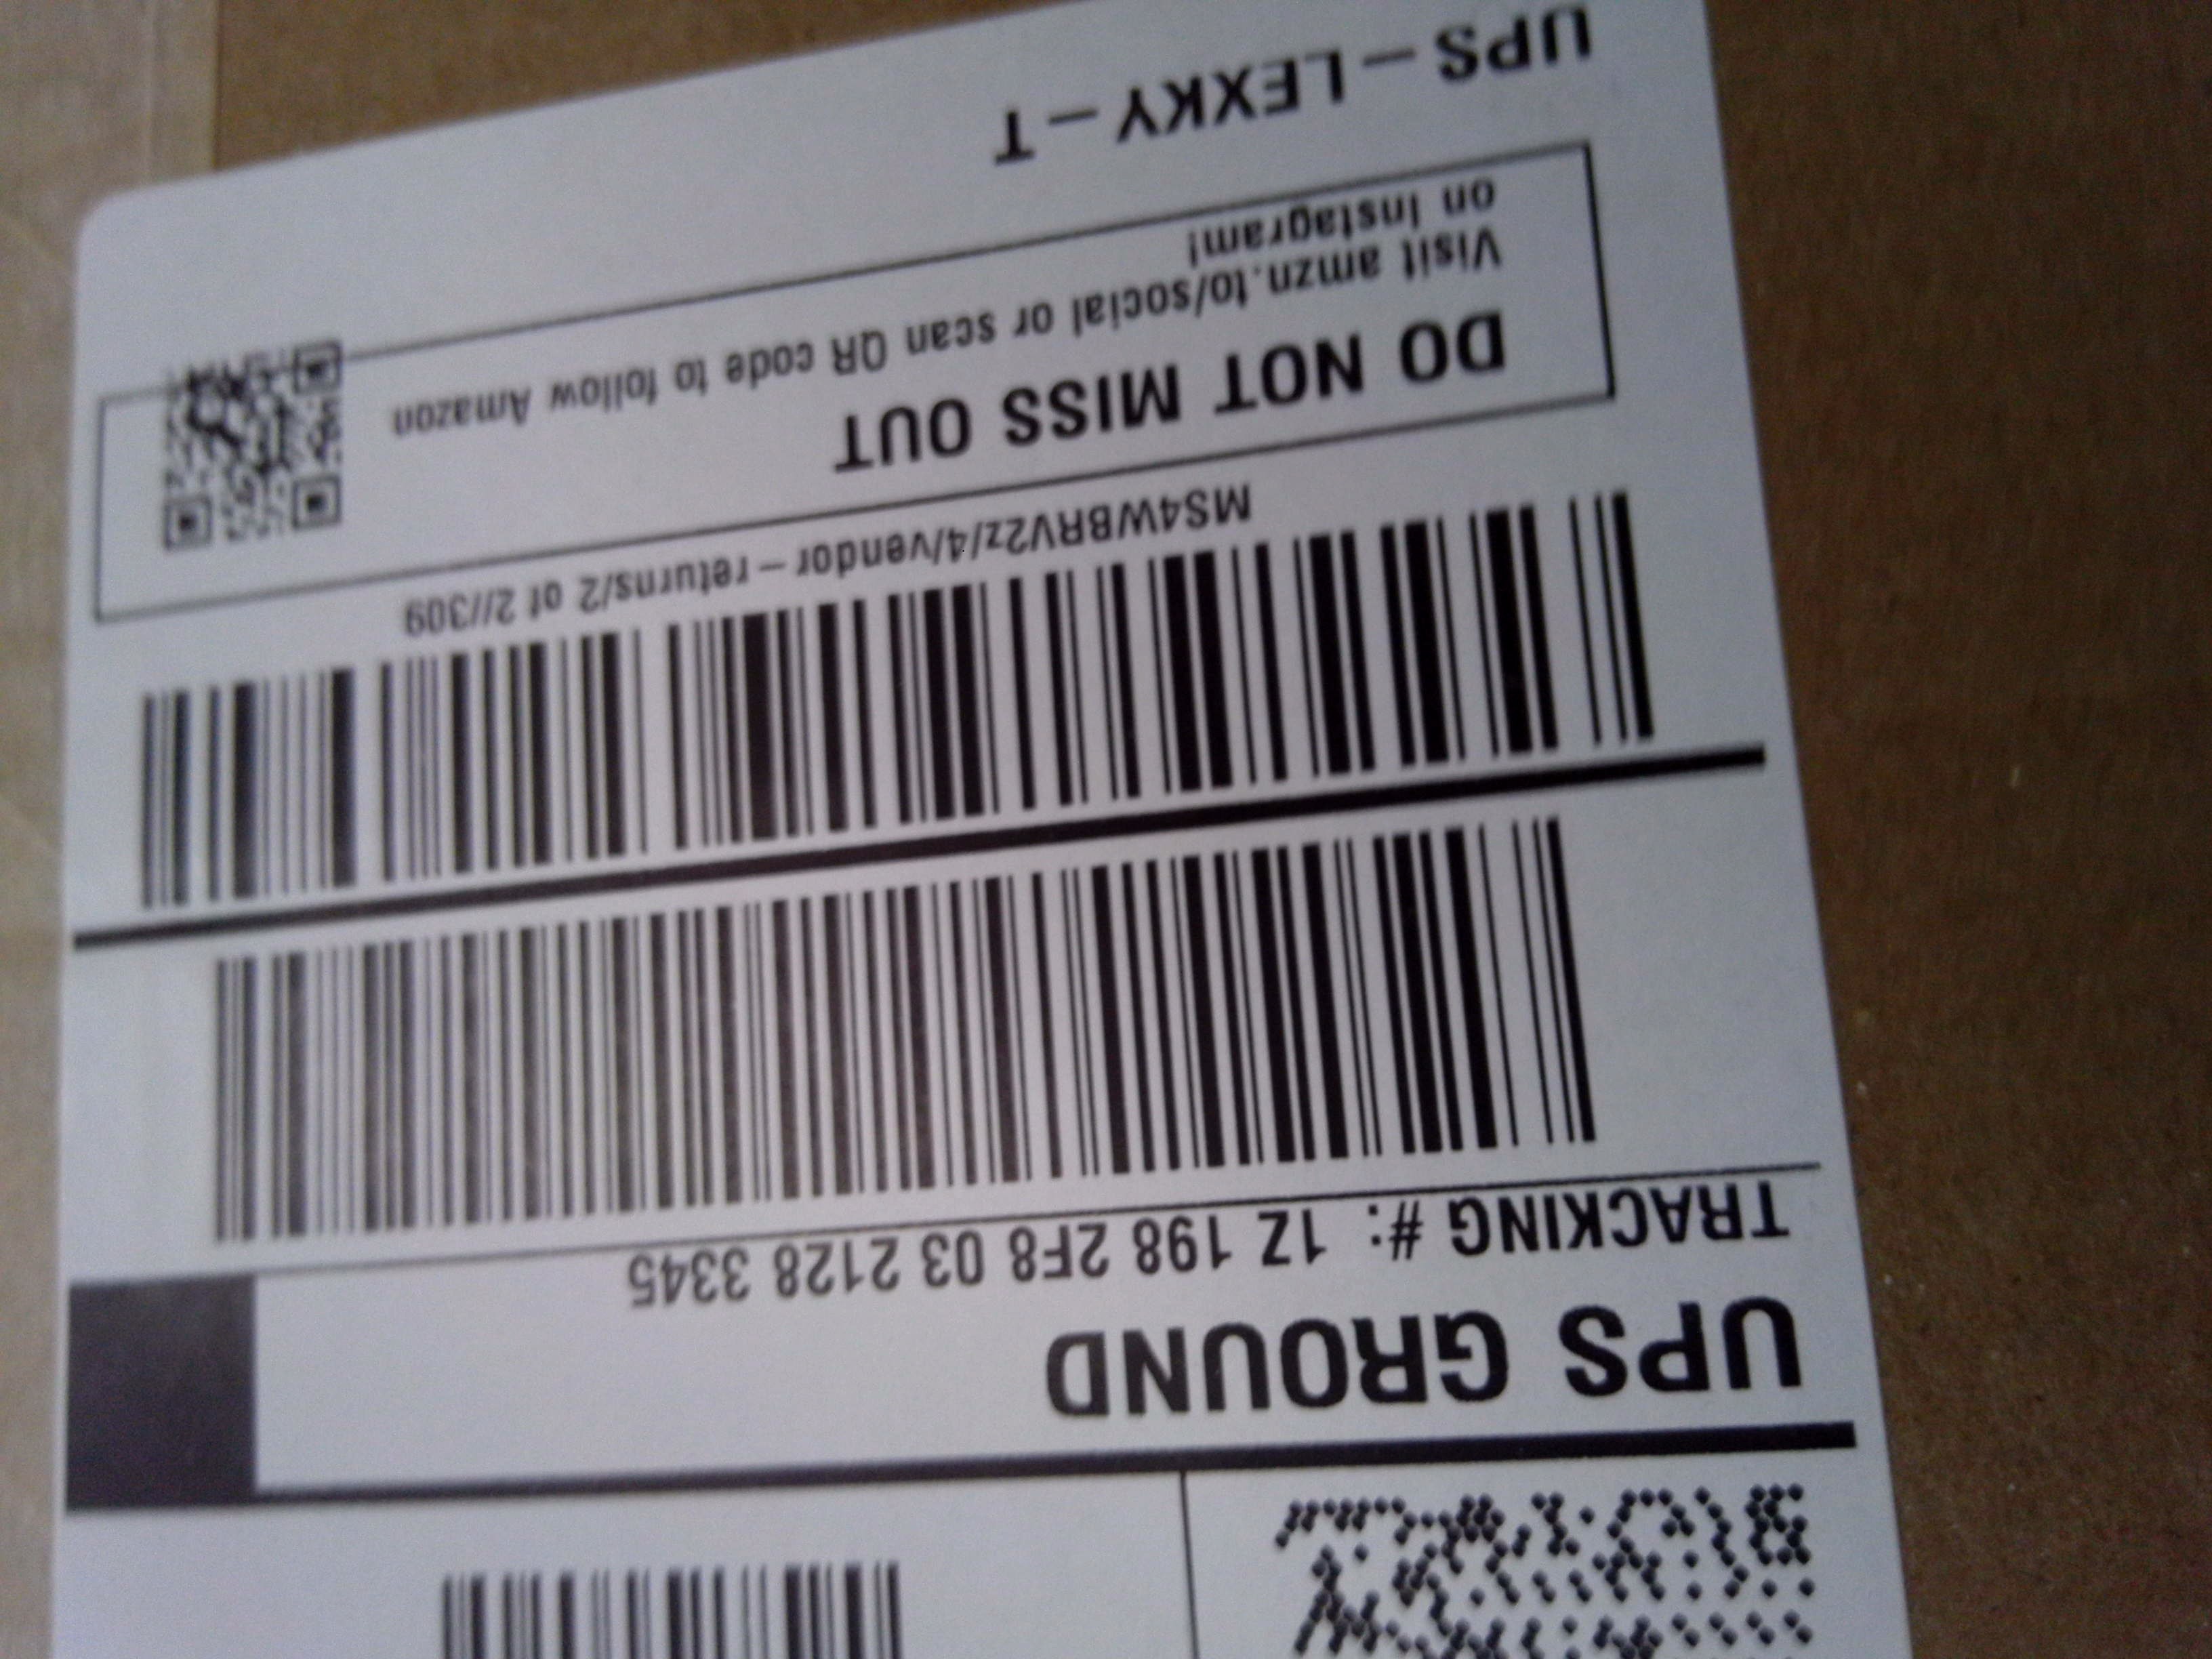 UPS GROUND
TRACKING #: 1Z 198 2F8 03 2128 3345
MS4WBRV2z/4/vendor–returns/2 of 2//309
DO NOT MISS OUT
Visit amzn.to/social or scan QR code to follow Amazon
on Instagram!
UPS – LEXKY – T